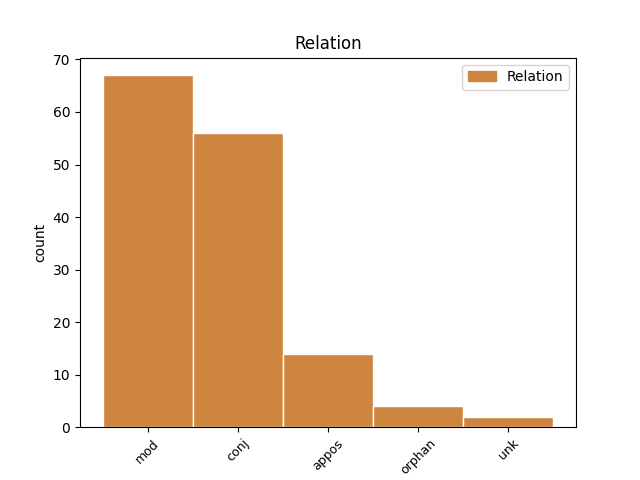 Relation
Relation
count
70
60
50
40
30
20
10
0
mod
conj
appos
orphan
unk